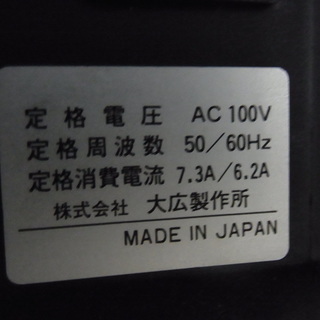 定格電圧 AC 100V
定格周波数 50/60Hz
定格消費電流 7.3A/6.2A
株式会社 大広製作所
MADE IN JAPAN